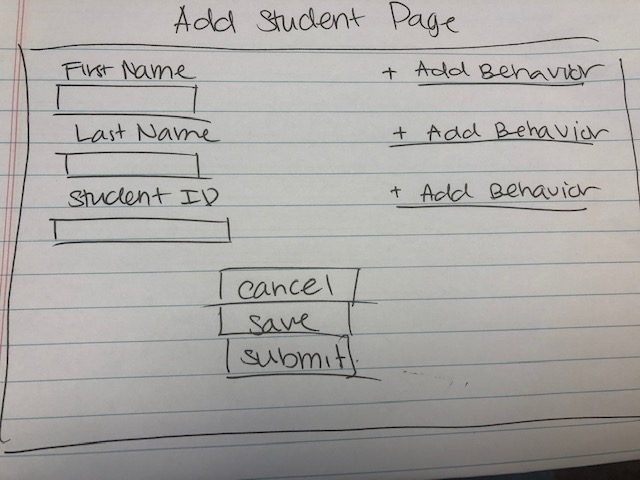 Add Student Page
First Name
+ Add Behavior
Last Name
+ Add Behavior
Student ID
+ Add Behavior
cancel
save
submit